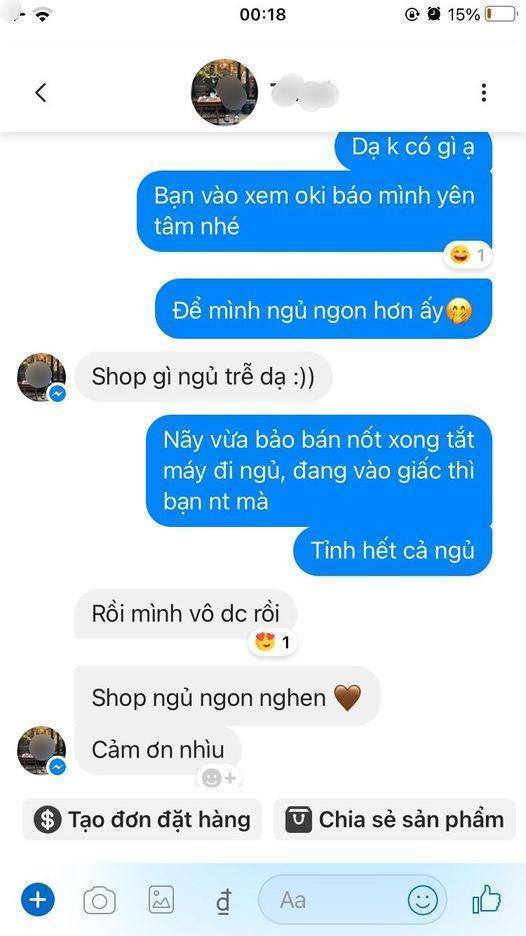 00:18
15%
Dạ k có gì ạ
Bạn vào xem oki báo mình yên
tâm nhé
1
Để mình ngủ ngon hơn ấy🤭
Shop gì ngủ trễ dạ :))
Nãy vừa bảo bán nốt xong tắt
máy đi ngủ, đang vào giấc thì
bạn nt mà
Tỉnh hết cả ngủ
Rồi mình vô dc rồi
1
Shop ngủ ngon nghen 🤎
Cảm ơn nhìu
Tạo đơn đặt hàng
Chia sẻ sản phẩm
đ
Aa